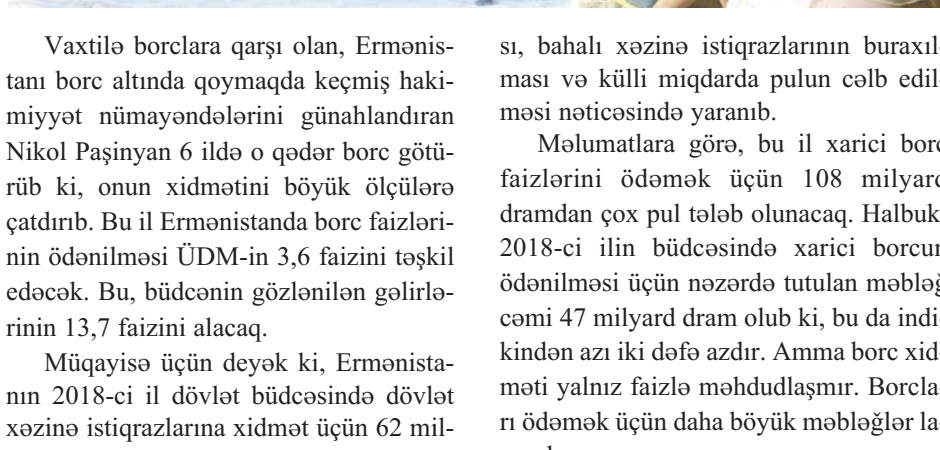 Vaxtilə borclara qarşı olan, Ermənis-
tanı borc altında qoymaqda keçmiş haki-
miyyət nümayəndələrini günahlandıran
Nikol Paşinyan 6 ildə o qədər borc götü-
rüb ki, onun xidmətini böyük ölçülərə
çatdırıb. Bu il Ermənistanda borc faizləri-
nin ödənilməsi ÜDM-in 3,6 faizini təşkil
edəcək. Bu, büdcənin gözlənilən gəlirlə-
rinin 13,7 faizini alacaq.
Müqayisə üçün deyək ki, Ermənista-
nın 2018-ci il dövlət büdcəsində dövlət
xəzinə istiqrazlarına xidmət üçün 62 mil-
sı, bahalı xəzinə istiqrazlarının buraxıl-
ması və külli miqdarda pulun cəlb edil-
məsi nəticəsində yaranıb.
Məlumatlara görə, bu il xarici borc
faizlərini ödəmək üçün 108 milyard
dramdan çox pul tələb olunacaq. Halbuki
2018-ci ilin büdcəsində xarici borcun
ödənilməsi üçün nəzərdə tutulan məbləğ
cəmi 47 milyard dram olub ki, bu da indi-
kindən azı iki dəfə azdır. Amma borc xid-
məti yalnız faizlə məhdudlaşmır. Borcla-
rı ödəmək üçün daha böyük məbləğlər la-